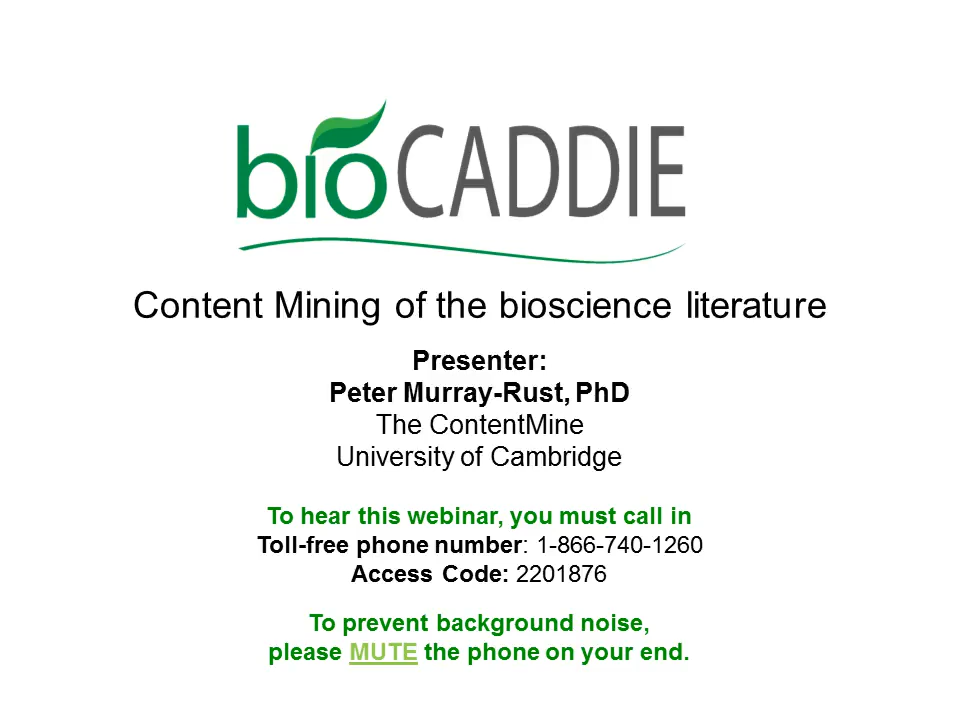 bioCADDIE
Content Mining of the bioscience literature
Presenter:
Peter Murray-Rust, PhD
The ContentMine
University of Cambridge
To hear this webinar, you must call in
Toll-free phone number: 1-866-740-1260
Access Code: 2201876
To prevent background noise,
please MUTE the phone on your end.